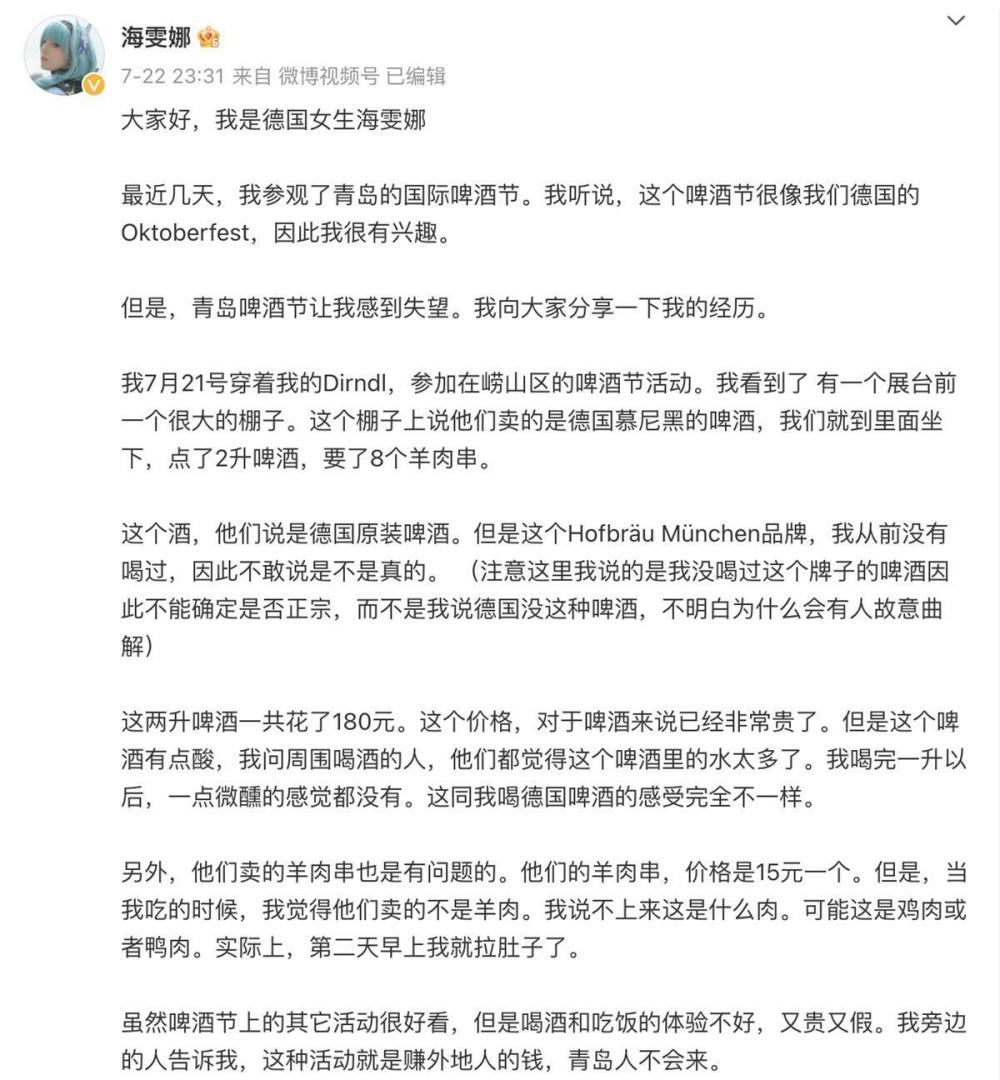 海雯娜
7-22 23:31 来自 微博视频号 已编辑
大家好，我是德国女生海雯娜
最近几天，我参观了青岛的国际啤酒节。我听说，这个啤酒节很像我们德国的
Oktoberfest，因此我很有兴趣。
但是，青岛啤酒节让我感到失望。我向大家分享一下我的经历。
我7月21号穿着我的Dirndl，参加在崂山区的啤酒节活动。我看到了 有一个展台前
一个很大的棚子。这个棚子上说他们卖的是德国慕尼黑的啤酒，我们就到里面坐
下，点了2升啤酒，要了8个羊肉串。
这个酒，他们说是德国原装啤酒。但是这个Hofbräu München品牌，我从前没有
喝过，因此不敢说是不是真的。 （注意这里我说的是我没喝过这个牌子的啤酒因
此不能确定是否正宗，而不是我说德国没这种啤酒，不明白为什么会有人故意曲
解）
这两升啤酒一共花了180元。这个价格，对于啤酒来说已经非常贵了。但是这个啤
酒有点酸，我问周围喝酒的人，他们都觉得这个啤酒里的水太多了。我喝完一升以
后，一点微醺的感觉都没有。这同我喝德国啤酒的感受完全不一样。
另外，他们卖的羊肉串也是有问题的。他们的羊肉串，价格是15元一个。但是，当
我吃的时候，我觉得他们卖的不是羊肉。我说不上来这是什么肉。可能这是鸡肉或
者鸭肉。实际上，第二天早上我就拉肚子了。
虽然啤酒节上的其它活动很好看，但是喝酒和吃饭的体验不好，又贵又假。我旁边
的人告诉我，这种活动就是赚外地人的钱，青岛人不会来。